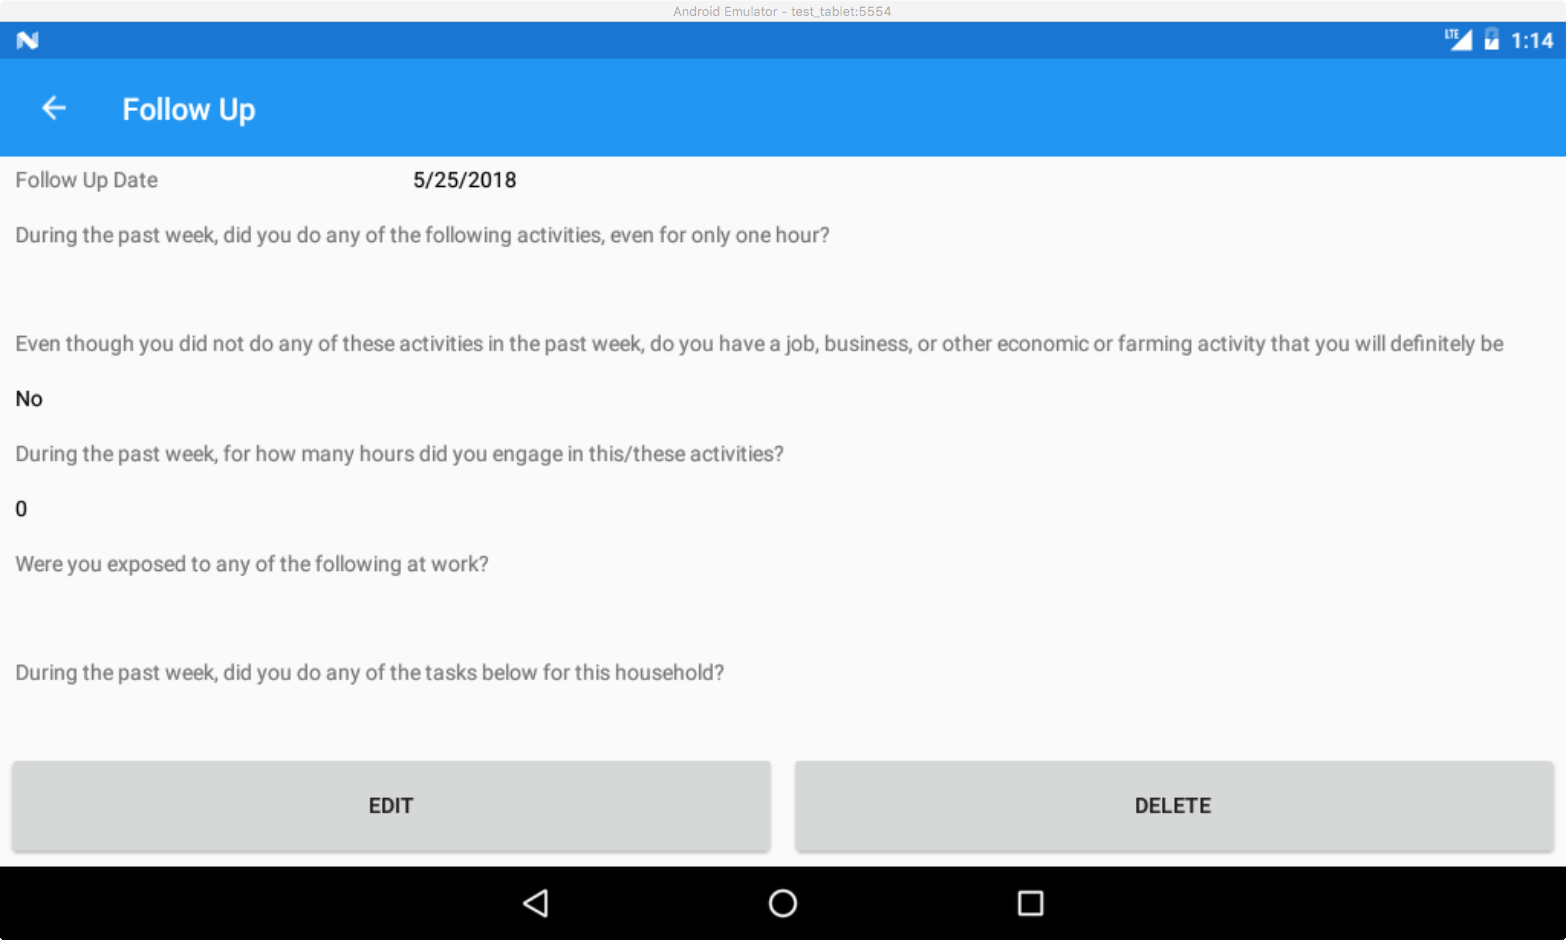 Android Emulator - test_tablet:5554
LTE 1:14
Follow Up
Follow Up Date 5/25/2018
During the past week, did you do any of the following activities, even for only one hour?
Even though you did not do any of these activities in the past week, do you have a job, business, or other economic or farming activity that you will definitely be
No
During the past week, for how many hours did you engage in this/these activities?
0
Were you exposed to any of the following at work?
During the past week, did you do any of the tasks below for this household?
EDIT DELETE